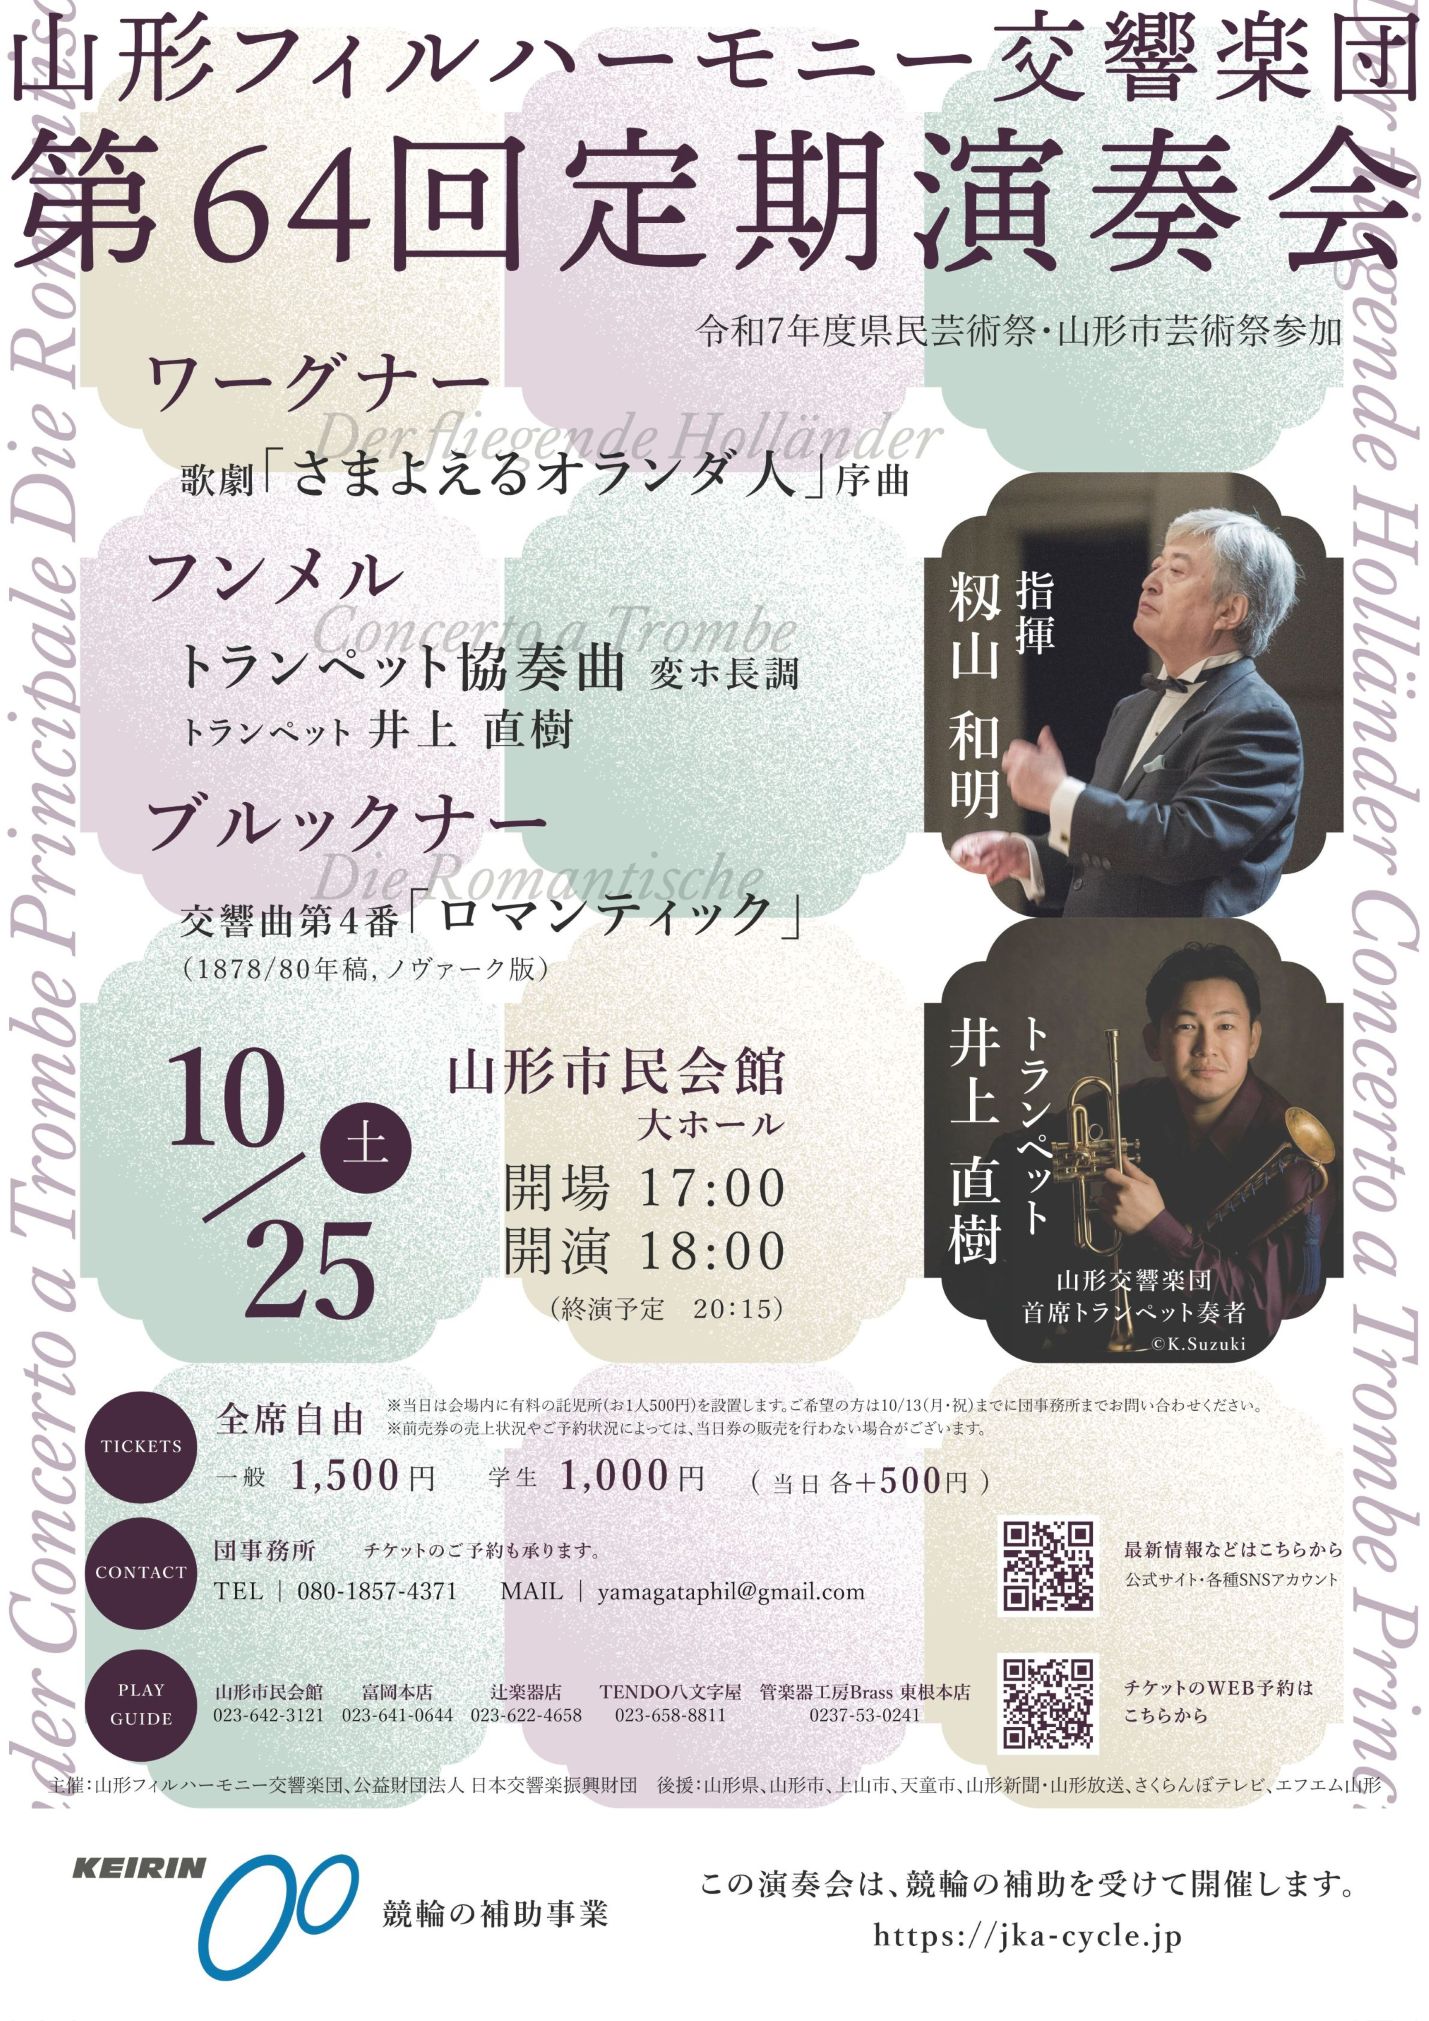 山形フィルハーモニー交響楽団
第64回定期演奏会
令和7年度県民芸術祭・山形市芸術祭参加
ワーグナー
Der fliegende Holländer
歌劇「さまよえるオランダ人」序曲
フンメル
Concerto a Trombe
トランペット協奏曲 変ホ長調
トランペット 井上 直樹
ブルックナー
Die Romantische
交響曲第4番「ロマンティック」
（1878/80年稿, ノヴァーク版）
指揮
籾山 和明
トランペット
井上 直樹
山形交響楽団
首席トランペット奏者
©K.Suzuki
10/25
土
山形市民会館
大ホール
開場 17:00
開演 18:00
（終演予定 20:15）
TICKETS
全席自由
※当日は会場内に有料の託児所(お1人500円)を設置します。ご希望の方は10/13(月・祝)までに団事務所までお問い合わせください。
※前売券の売上状況やご予約状況によっては、当日券の販売を行わない場合がございます。
一般 1,500円 学生 1,000円 （当日 各+500円）
CONTACT
団事務所 チケットのご予約も承ります。
TEL | 080-1857-4371 MAIL | yamagataphil@gmail.com
最新情報などはこちらから
公式サイト・各種SNSアカウント
PLAY
GUIDE
山形市民会館 富岡本店 辻楽器店 TENDO八文字屋 管楽器工房Brass 東根本店
023-642-3121 023-641-0644 023-622-4658 023-658-8811 0237-53-0241
チケットのWEB予約は
こちらから
主催：山形フィルハーモニー交響楽団、公益財団法人 日本交響楽振興財団 後援：山形県、山形市、上山市、天童市、山形新聞・山形放送、さくらんぼテレビ、エフエム山形
KEIRIN
競輪の補助事業
この演奏会は、競輪の補助を受けて開催します。
https://jka-cycle.jp
der Concerto a Trombe Principale Die Romantisc
Der fliegende Holländer Concerto a Trombe Princ